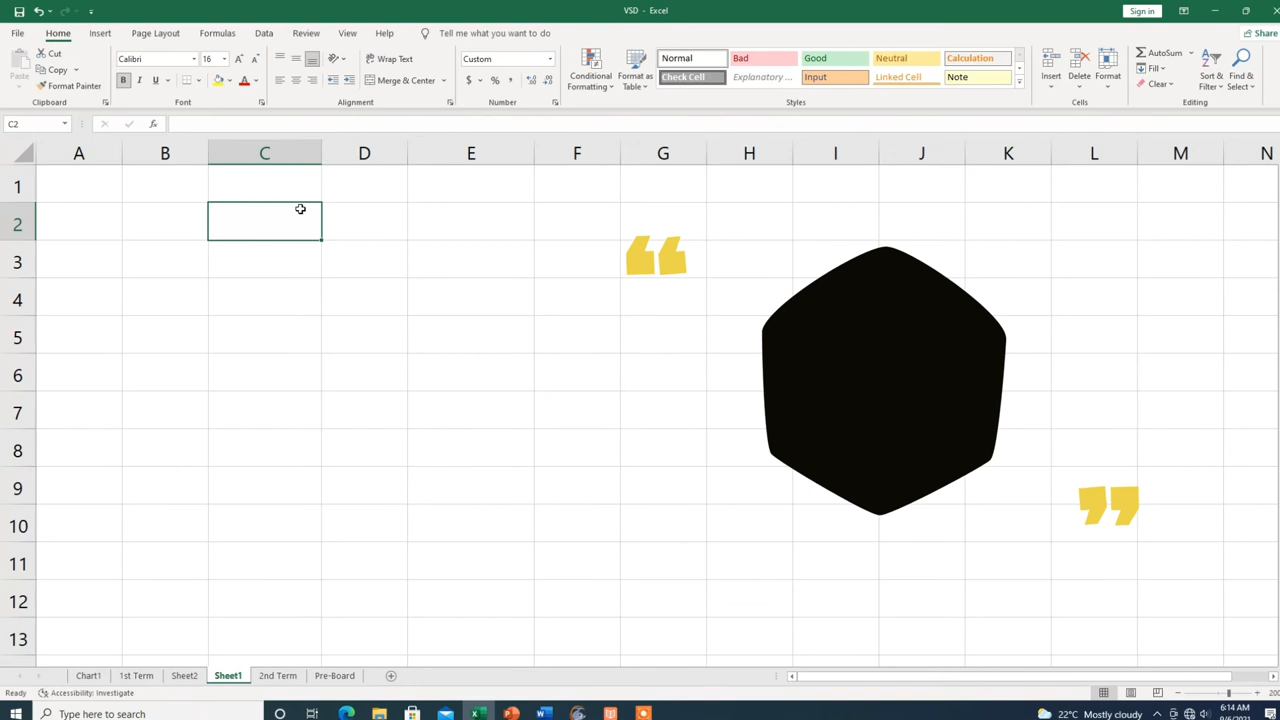 VSD - Excel
Sign in
File Home Insert Page Layout Formulas Data Review View Help Tell me what you want to do Share
Paste Cut Copy Format Painter Clipboard
Calibri 16 B I U A Font
Wrap Text Merge & Center Alignment
Custom $ % , Number
Conditional Formatting Format as Table
Normal Bad Good Neutral Calculation
Check Cell Explanatory ... Input Linked Cell Note
Styles
Insert Delete Format Cells
AutoSum Fill Clear Sort & Filter Find & Select Editing
C2 fx
A B C D E F G H I J K L M N
1
2
3
4
5
6
7
8
9
10
11
12
13
“
”
Chart1 1st Term Sheet2 Sheet1 2nd Term Pre-Board
Ready Accessibility: Investigate
Type here to search 22°C Mostly cloudy 6:14 AM